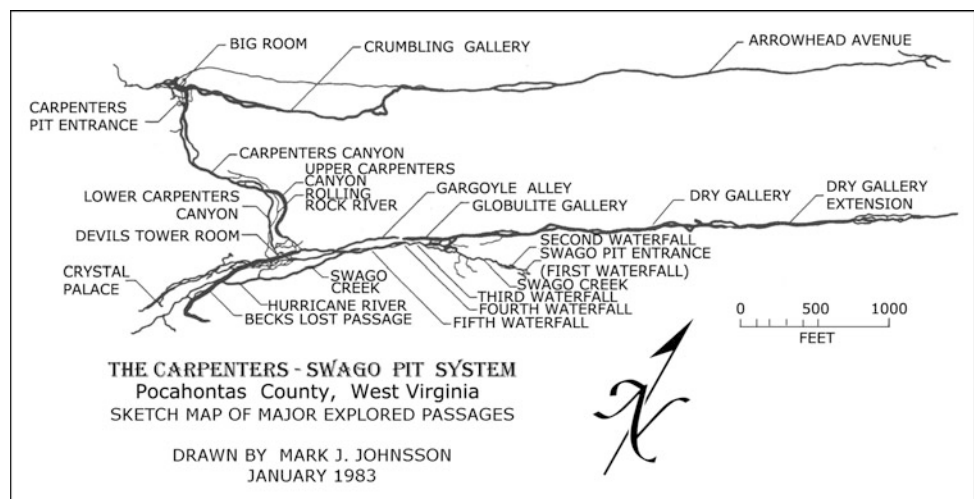 BIG ROOM
CRUMBLING GALLERY
ARROWHEAD AVENUE
CARPENTERS
PIT ENTRANCE
CARPENTERS CANYON
UPPER CARPENTERS
CANYON
ROLLING
ROCK RIVER
LOWER CARPENTERS
CANYON
DEVILS TOWER ROOM
GARGOYLE ALLEY
GLOBULITE GALLERY
DRY GALLERY
DRY GALLERY
EXTENSION
SECOND WATERFALL
SWAGO PIT ENTRANCE
(FIRST WATERFALL)
SWAGO CREEK
THIRD WATERFALL
FOURTH WATERFALL
FIFTH WATERFALL
CRYSTAL
PALACE
SWAGO
CREEK
HURRICANE RIVER
BECKS LOST PASSAGE
0 500 1000
FEET
THE CARPENTERS - SWAGO PIT SYSTEM
Pocahontas County, West Virginia
SKETCH MAP OF MAJOR EXPLORED PASSAGES
DRAWN BY MARK J. JOHNSSON
JANUARY 1983
N